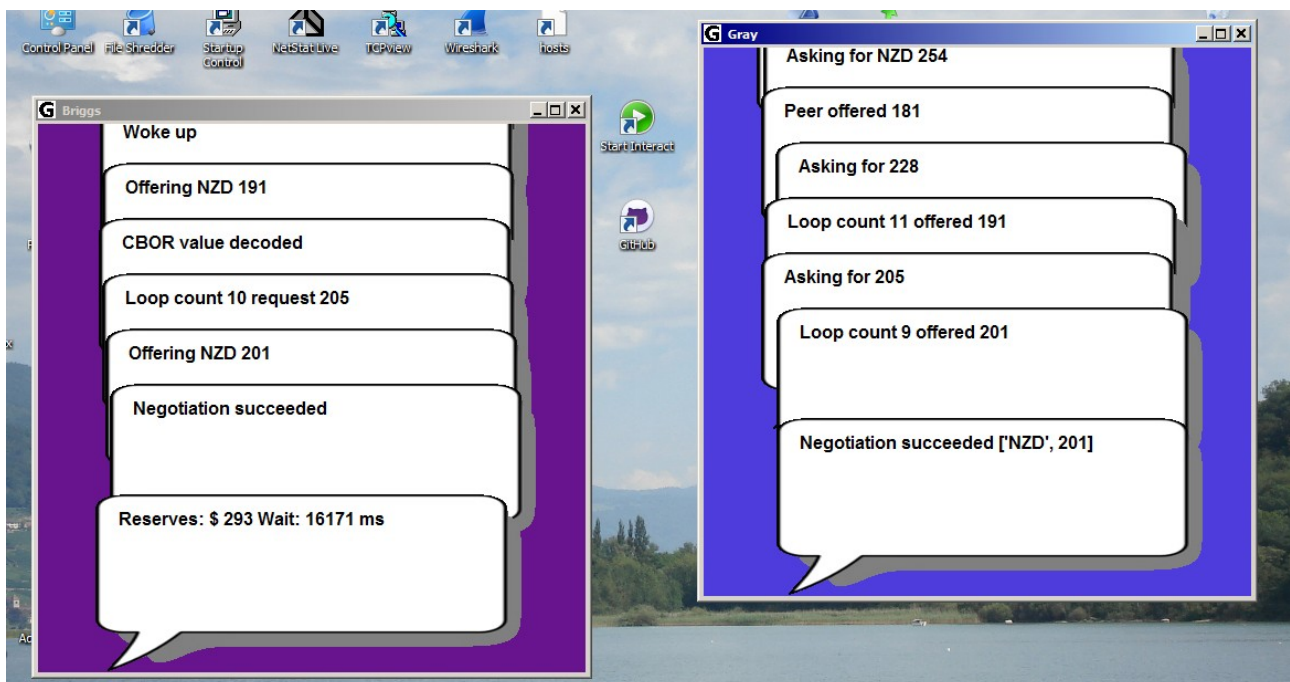 Control Panel
File Shredder
Startup
control
NetStat Live
TCPview
Wireshark
hosts
G Briggs
Woke up
Offering NZD 191
CBOR value decoded
Loop count 10 request 205
Offering NZD 201
Negotiation succeeded
Reserves: $ 293 Wait: 16171 ms
Start Interact
GitHub
G Gray
Asking for NZD 254
Peer offered 181
Asking for 228
Loop count 11 offered 191
Asking for 205
Loop count 9 offered 201
Negotiation succeeded ['NZD', 201]